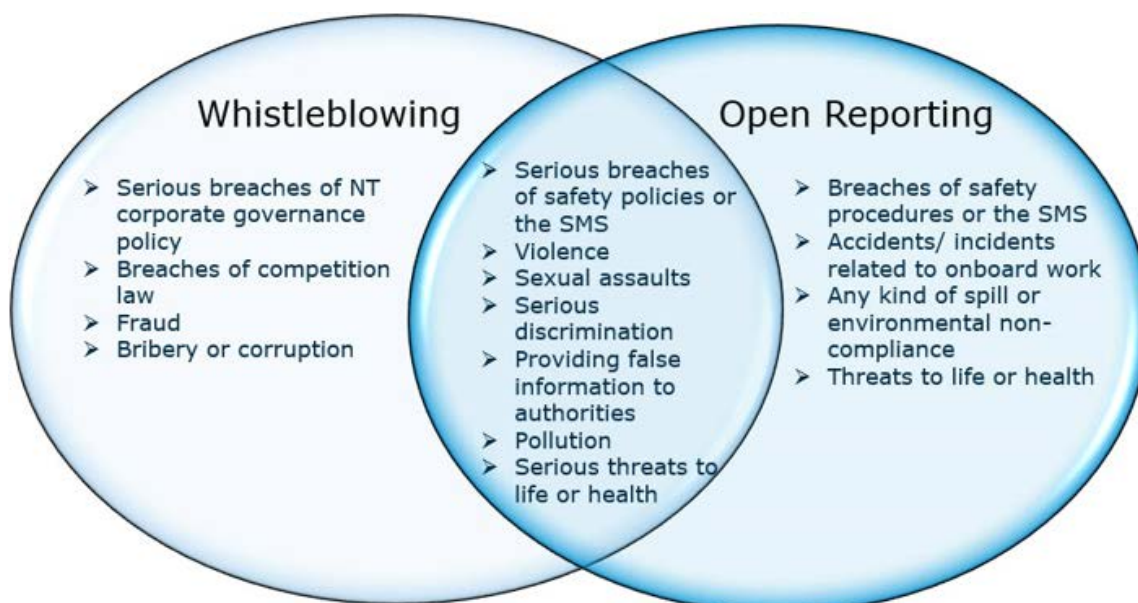 Whistleblowing
➤ Serious breaches of NT
corporate governance
policy
➤ Breaches of competition
law
➤ Fraud
➤ Bribery or corruption
➤ Serious breaches
of safety policies or
the SMS
➤ Violence
➤ Sexual assaults
➤ Serious
discrimination
➤ Providing false
information to
authorities
➤ Pollution
➤ Serious threats to
life or health
Open Reporting
➤ Breaches of safety
procedures or the SMS
➤ Accidents/ incidents
related to onboard work
➤ Any kind of spill or
environmental non-
compliance
➤ Threats to life or health